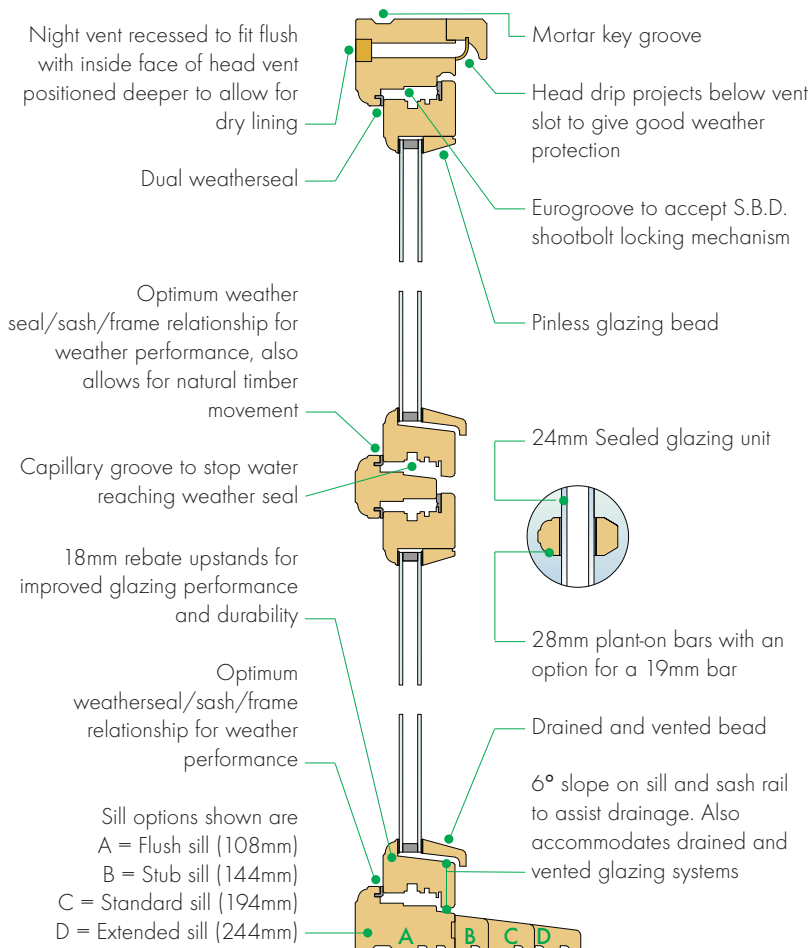 Night vent recessed to fit flush
with inside face of head vent
positioned deeper to allow for
dry lining
Dual weatherseal
Optimum weather
seal/sash/frame relationship for
weather performance, also
allows for natural timber
movement
Capillary groove to stop water
reaching weather seal
18mm rebate upstands for
improved glazing performance
and durability
Optimum
weatherseal/sash/frame
relationship for weather
performance
Sill options shown are
A = Flush sill (108mm)
B = Stub sill (144mm)
C = Standard sill (194mm)
D = Extended sill (244mm)
Mortar key groove
Head drip projects below vent
slot to give good weather
protection
Eurogroove to accept S.B.D.
shootbolt locking mechanism
Pinless glazing bead
24mm Sealed glazing unit
28mm plant-on bars with an
option for a 19mm bar
Drained and vented bead
6° slope on sill and sash rail
to assist drainage. Also
accommodates drained and
vented glazing systems
A B C D